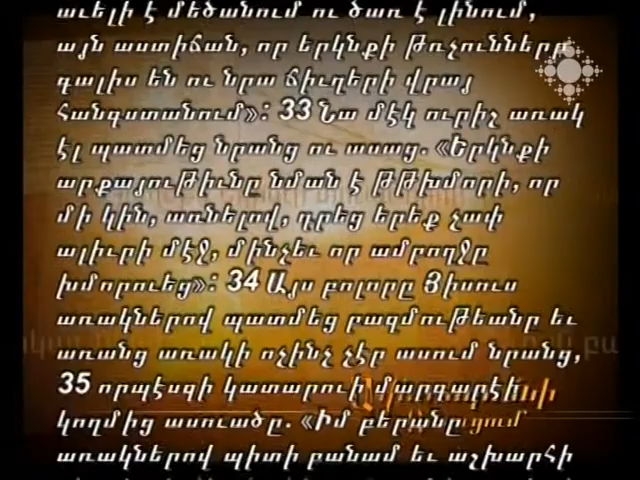 աւելի է մեծանում ու ծառ է լինում,
այն աստիճան, որ երկնքի թռչունները
գալիս են ու նրա ճիւղերի վրայ
հանգստանում»: 33 Նա մէկ ուրիչ առակ
էլ պատմեց նրանց ու ասաց. «Երկնքի
արքայութիւնը նման է թթխմորի, որ
մի կին, առնելով, դրեց երեք չափ
ալիւրի մէջ, մինչեւ որ ամբողջը
խմորուեց»: 34 Այս բոլորը Յիսուս
առակներով պատմեց բազմութեանը եւ
առանց առակի ոչինչ չէր ասում նրանց,
35 որպէսզի կատարուի մարգարէի
կողմից ասուածը. «Իմ բերանը
առակներով պիտի բանամ եւ աշխարհի